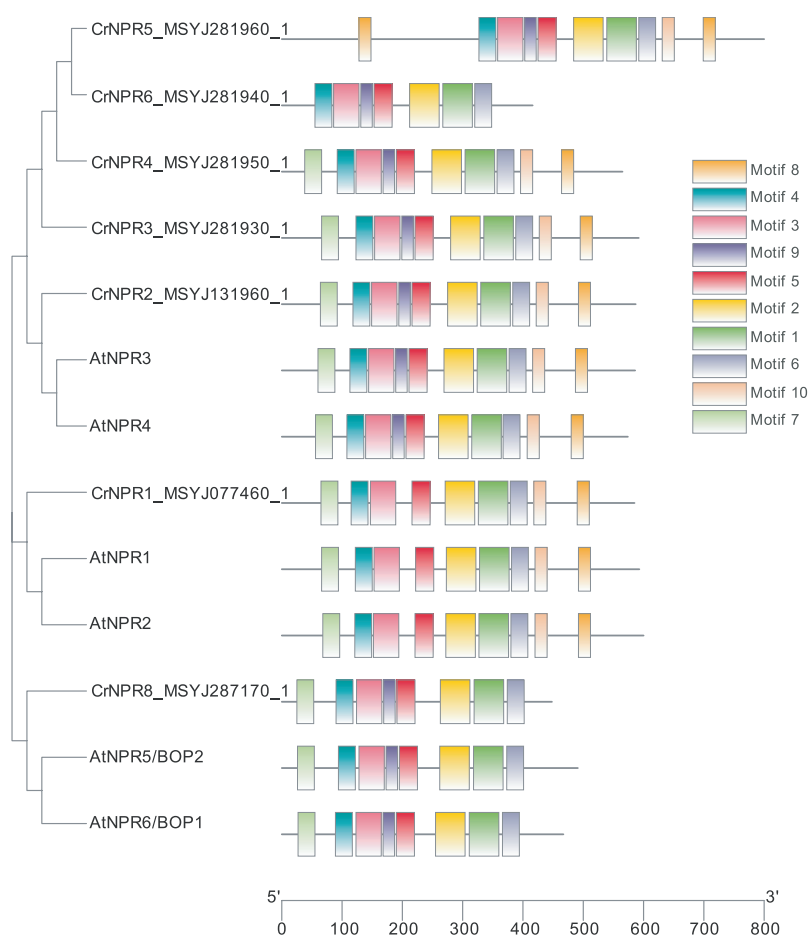 CrNPR5_MSYJ281960_1
CrNPR6_MSYJ281940_1
CrNPR4_MSYJ281950_1
CrNPR3_MSYJ281930_1
CrNPR2_MSYJ131960_1
AtNPR3
AtNPR4
CrNPR1_MSYJ077460_1
AtNPR1
AtNPR2
CrNPR8_MSYJ287170_1
AtNPR5/BOP2
AtNPR6/BOP1
Motif 8
Motif 4
Motif 3
Motif 9
Motif 5
Motif 2
Motif 1
Motif 6
Motif 10
Motif 7
5' 3'
0 100 200 300 400 500 600 700 800